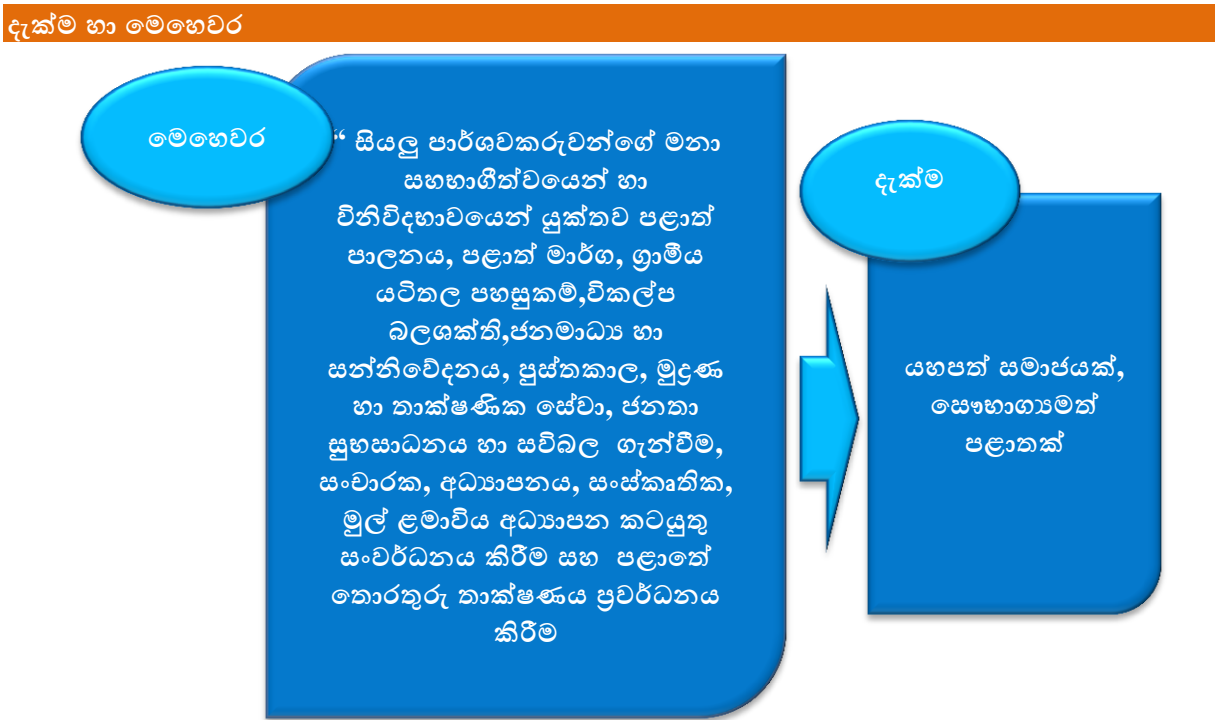 දැක්ම හා මෙහෙවර
මෙහෙවර
“ සියලු පාර්ශවකරුවන්ගේ මනා
සහභාගීත්වයෙන් හා
විනිවිදභාවයෙන් යුක්තව පළාත්
පාලනය, පළාත් මාර්ග, ග්‍රාමීය
යටිතල පහසුකම්,විකල්ප
බලශක්ති,ජනමාධ්‍ය හා
සන්නිවේදනය, පුස්තකාල, මුද්‍රණ
හා තාක්ෂණික සේවා, ජනතා
සුභසාධනය හා සවිබල ගැන්වීම,
සංචාරක, අධ්‍යාපනය, සංස්කෘතික,
මුල් ළමාවිය අධ්‍යාපන කටයුතු
සංවර්ධනය කිරීම සහ පළාතේ
තොරතුරු තාක්ෂණය ප්‍රවර්ධනය
කිරීම
දැක්ම
යහපත් සමාජයක්,
සෞභාග්‍යමත්
පළාතක්